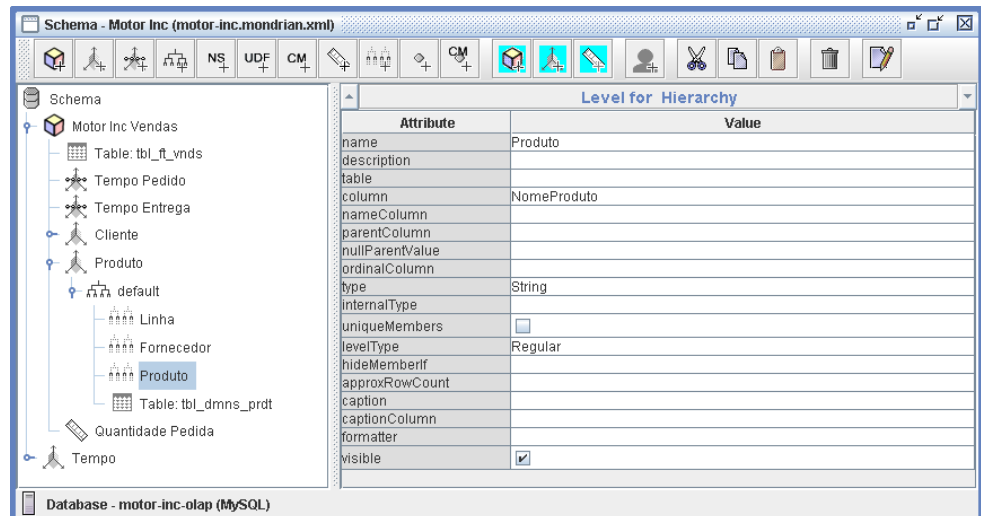 Schema - Motor Inc (motor-inc.mondrian.xml)
NS UDF CM CM
Schema
Motor Inc Vendas
Table: tbl_ft_vnds
Tempo Pedido
Tempo Entrega
Cliente
Produto
default
Linha
Fornecedor
Produto
Table: tbl_dmns_prdt
Quantidade Pedida
Tempo
Level for Hierarchy
Attribute Value
name Produto
description
table
column NomeProduto
nameColumn
parentColumn
nullParentValue
ordinalColumn
type String
internalType
uniqueMembers
levelType Regular
hideMemberIf
approxRowCount
caption
captionColumn
formatter
visible
Database - motor-inc-olap (MySQL)